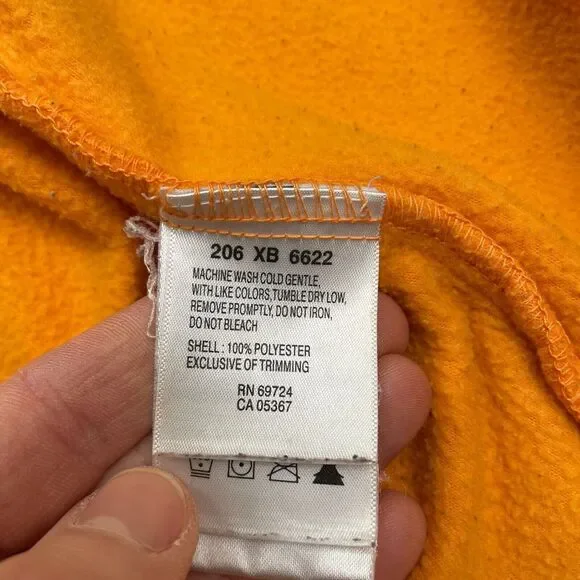 206 XB 6622
MACHINE WASH COLD GENTLE,
WITH LIKE COLORS,TUMBLE DRY LOW,
REMOVE PROMPTLY, DO NOT IRON,
DO NOT BLEACH
SHELL : 100% POLYESTER
EXCLUSIVE OF TRIMMING
RN 69724
CA 05367